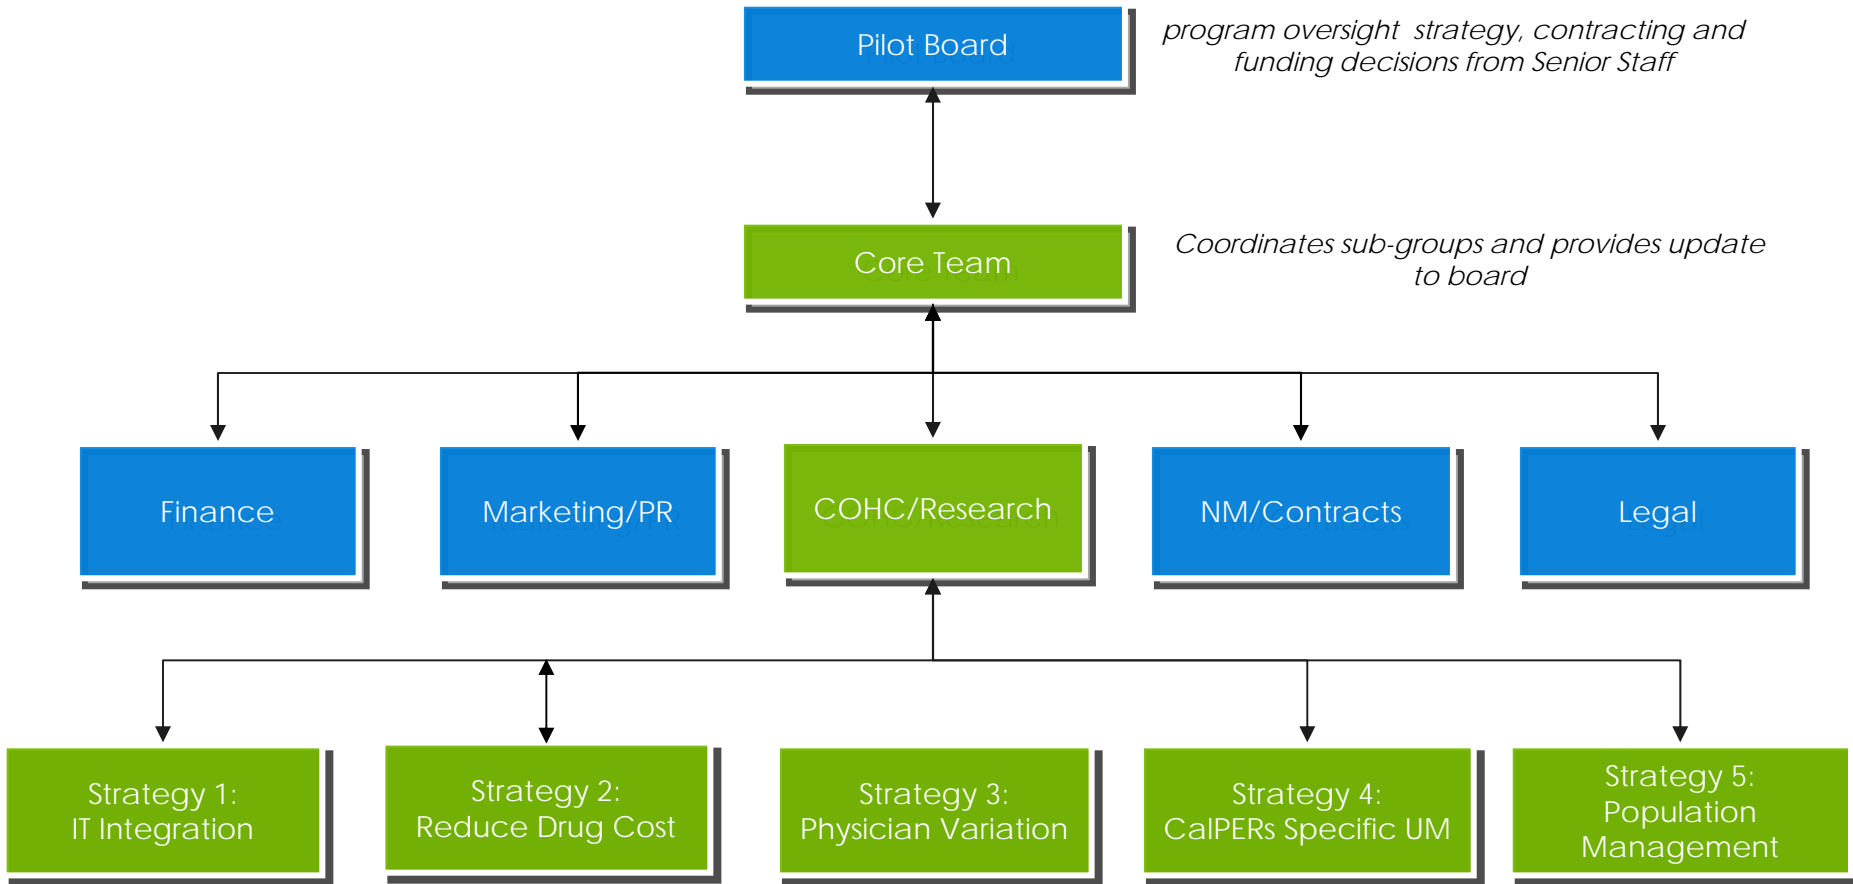 Pilot Board
program oversight strategy, contracting and
funding decisions from Senior Staff
Core Team
Coordinates sub-groups and provides update
to board
Finance
Marketing/PR
COHC/Research
NM/Contracts
Legal
Strategy 1:
IT Integration
Strategy 2:
Reduce Drug Cost
Strategy 3:
Physician Variation
Strategy 4:
CalPERs Specific UM
Strategy 5:
Population
Management